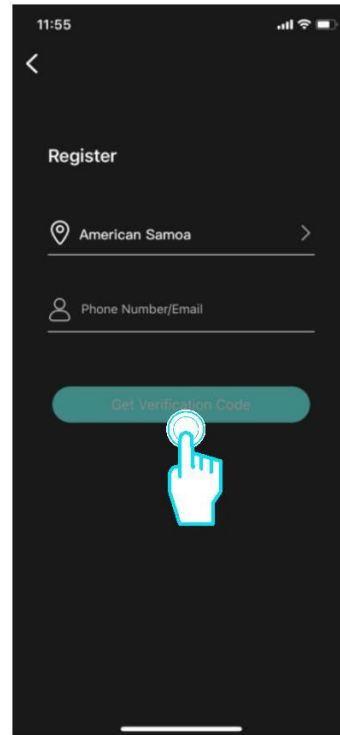 11:55
Register
American Samoa
Phone Number/Email
Get Verification Code